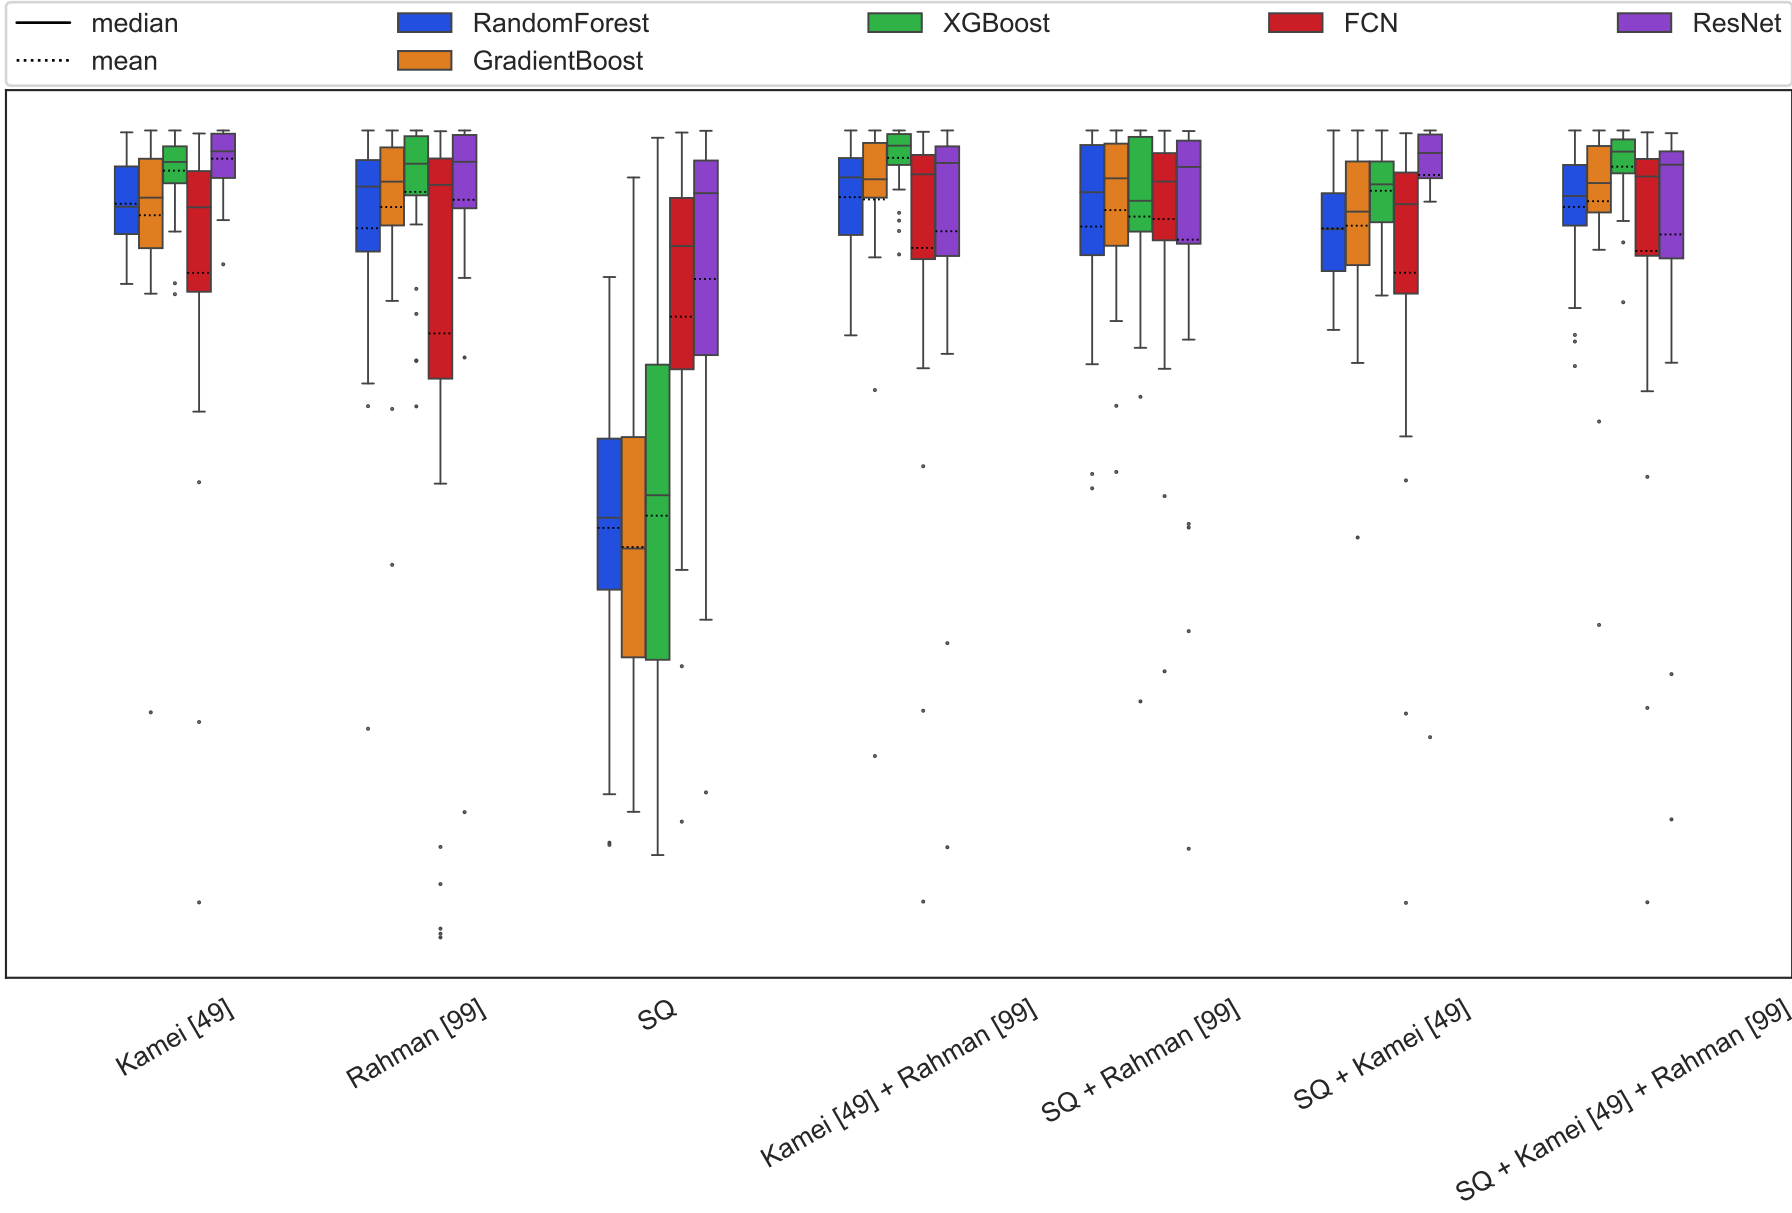 median RandomForest XGBoost FCN ResNet
mean GradientBoost
Kamei [49]
Rahman [99]
SQ
Kamei [49] + Rahman [99]
SQ + Rahman [99]
SQ + Kamei [49]
SQ + Kamei [49] + Rahman [99]